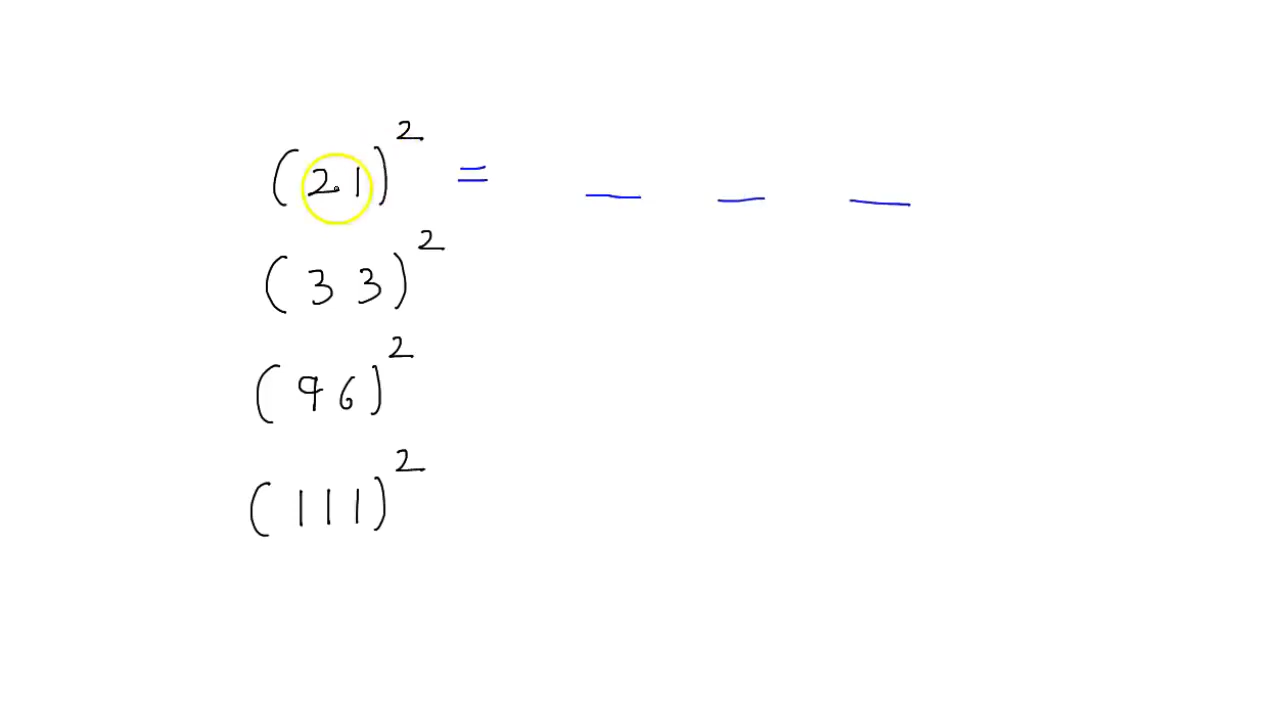 (21)² = _ _ _
(33)²
(96)²
(111)²